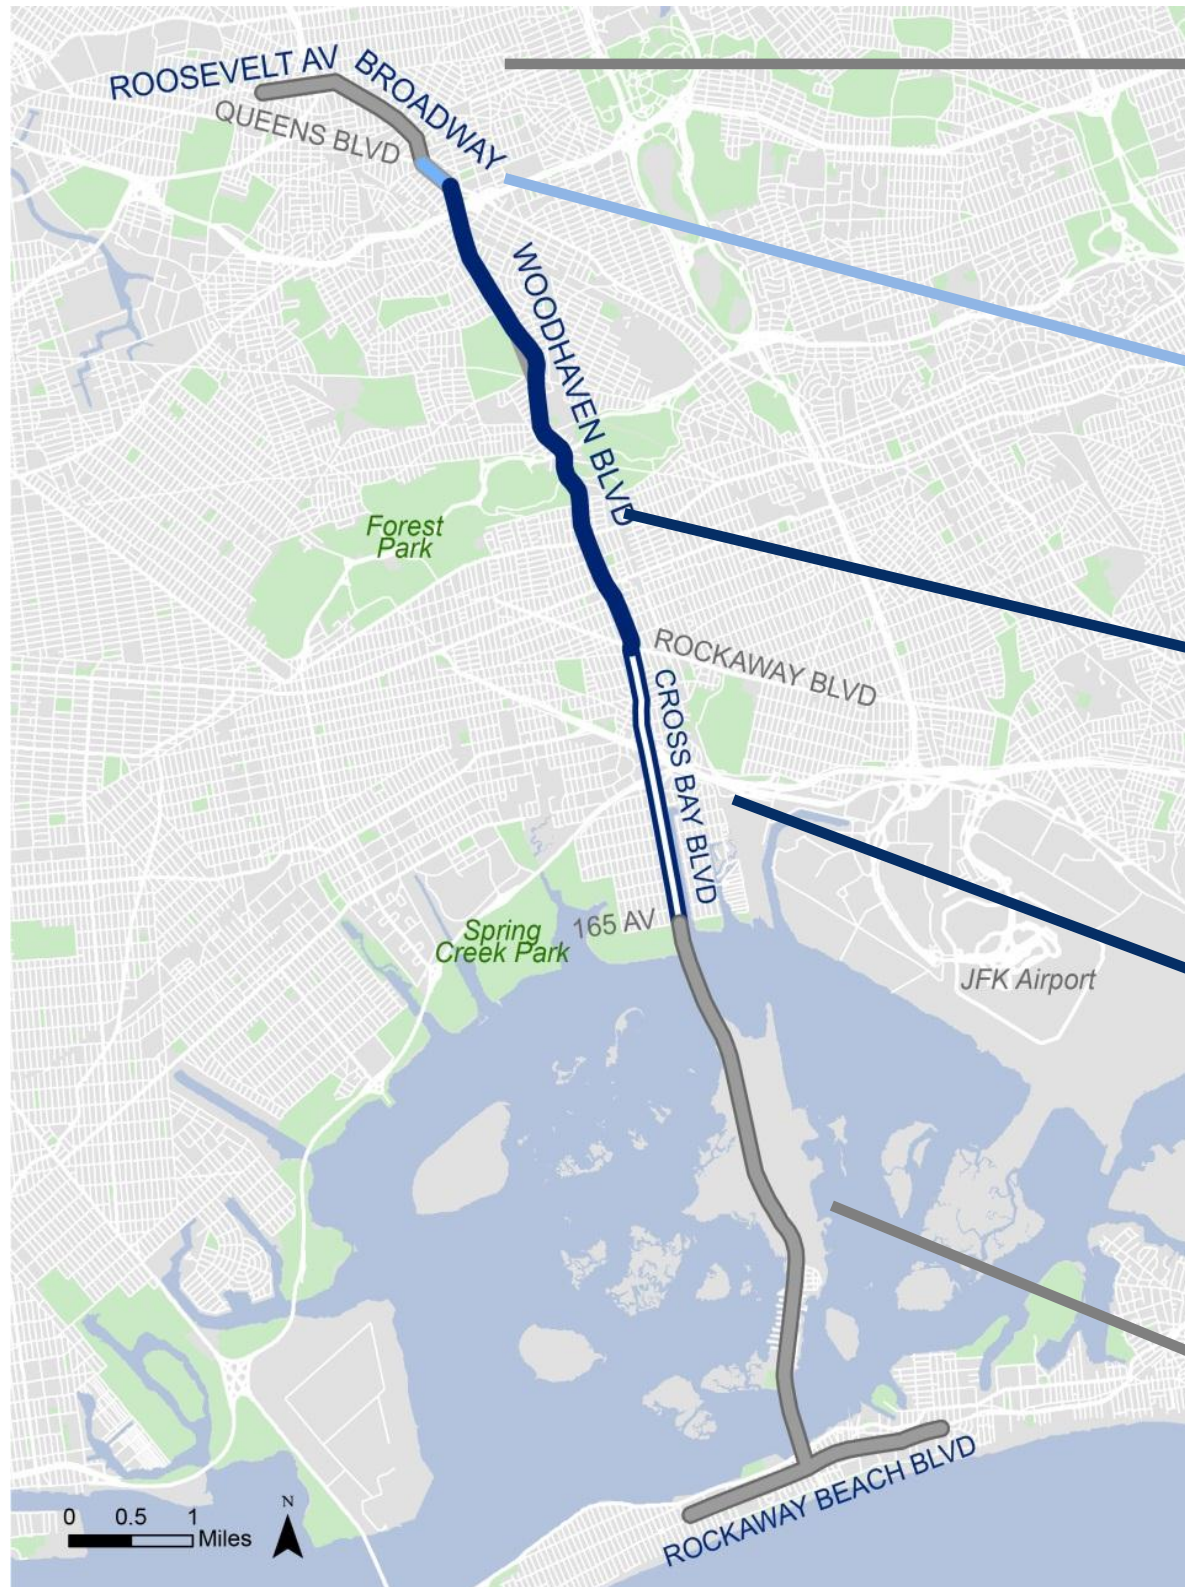 ROOSEVELT AV
BROADWAY
QUEENS BLVD
WOODHAVEN BLVD
Forest
Park
ROCKAWAY BLVD
CROSS BAY BLVD
165 AV
Spring
Creek Park
JFK Airport
ROCKAWAY BEACH BLVD
N
0 0.5 1
Miles